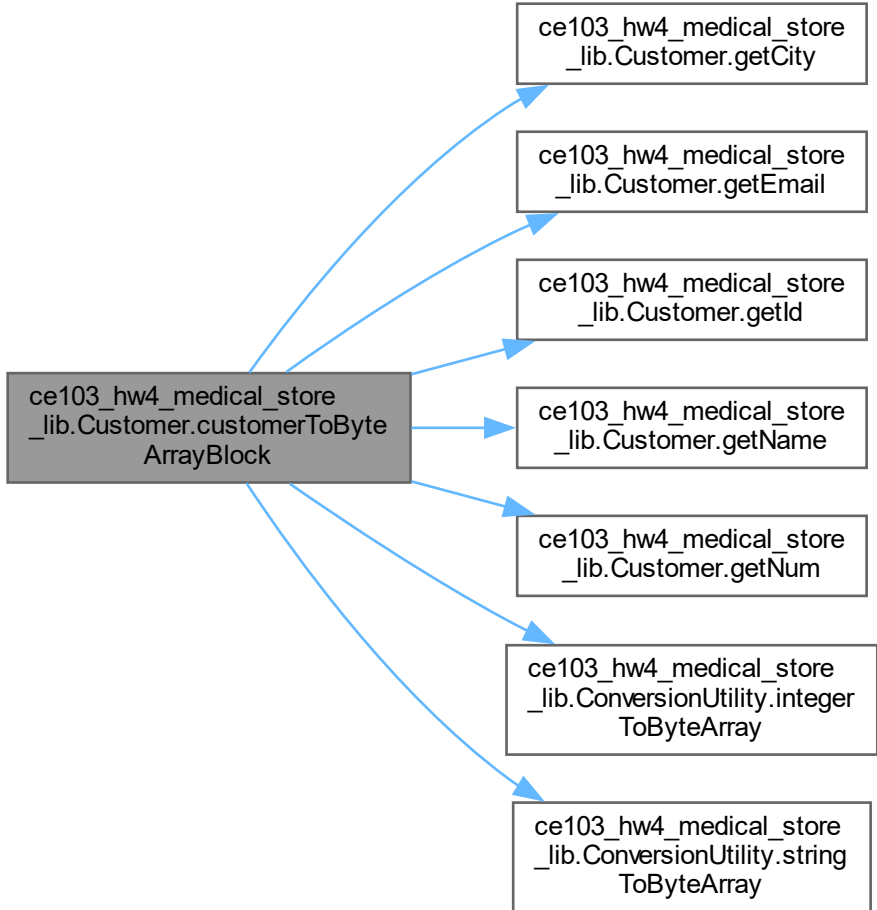 ce103_hw4_medical_store
_lib.Customer.getCity
ce103_hw4_medical_store
_lib.Customer.getEmail
ce103_hw4_medical_store
_lib.Customer.getId
ce103_hw4_medical_store
_lib.Customer.customerToByte
ArrayBlock
ce103_hw4_medical_store
_lib.Customer.getName
ce103_hw4_medical_store
_lib.Customer.getNum
ce103_hw4_medical_store
_lib.ConversionUtility.integer
ToByteArray
ce103_hw4_medical_store
_lib.ConversionUtility.string
ToByteArray